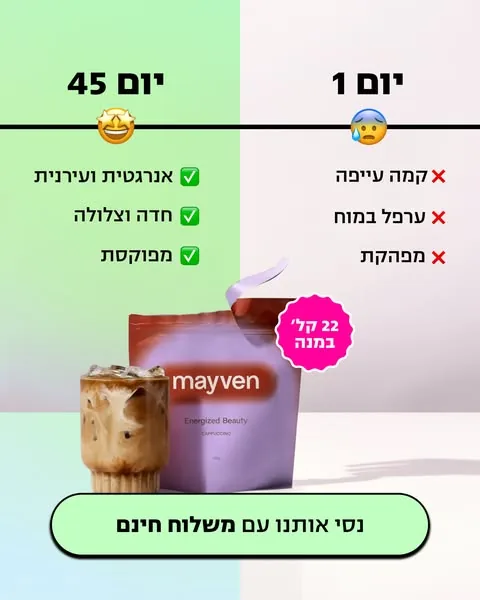 יום 1
יום 45
❌ קמה עייפה
❌ ערפל במוח
❌ מפהקת
✅ אנרגטית ועירנית
✅ חדה וצלולה
✅ מפוקסת
22 קל׳
במנה
mayven
Energized Beauty
CAPPUCCINO
נסי אותנו עם משלוח חינם